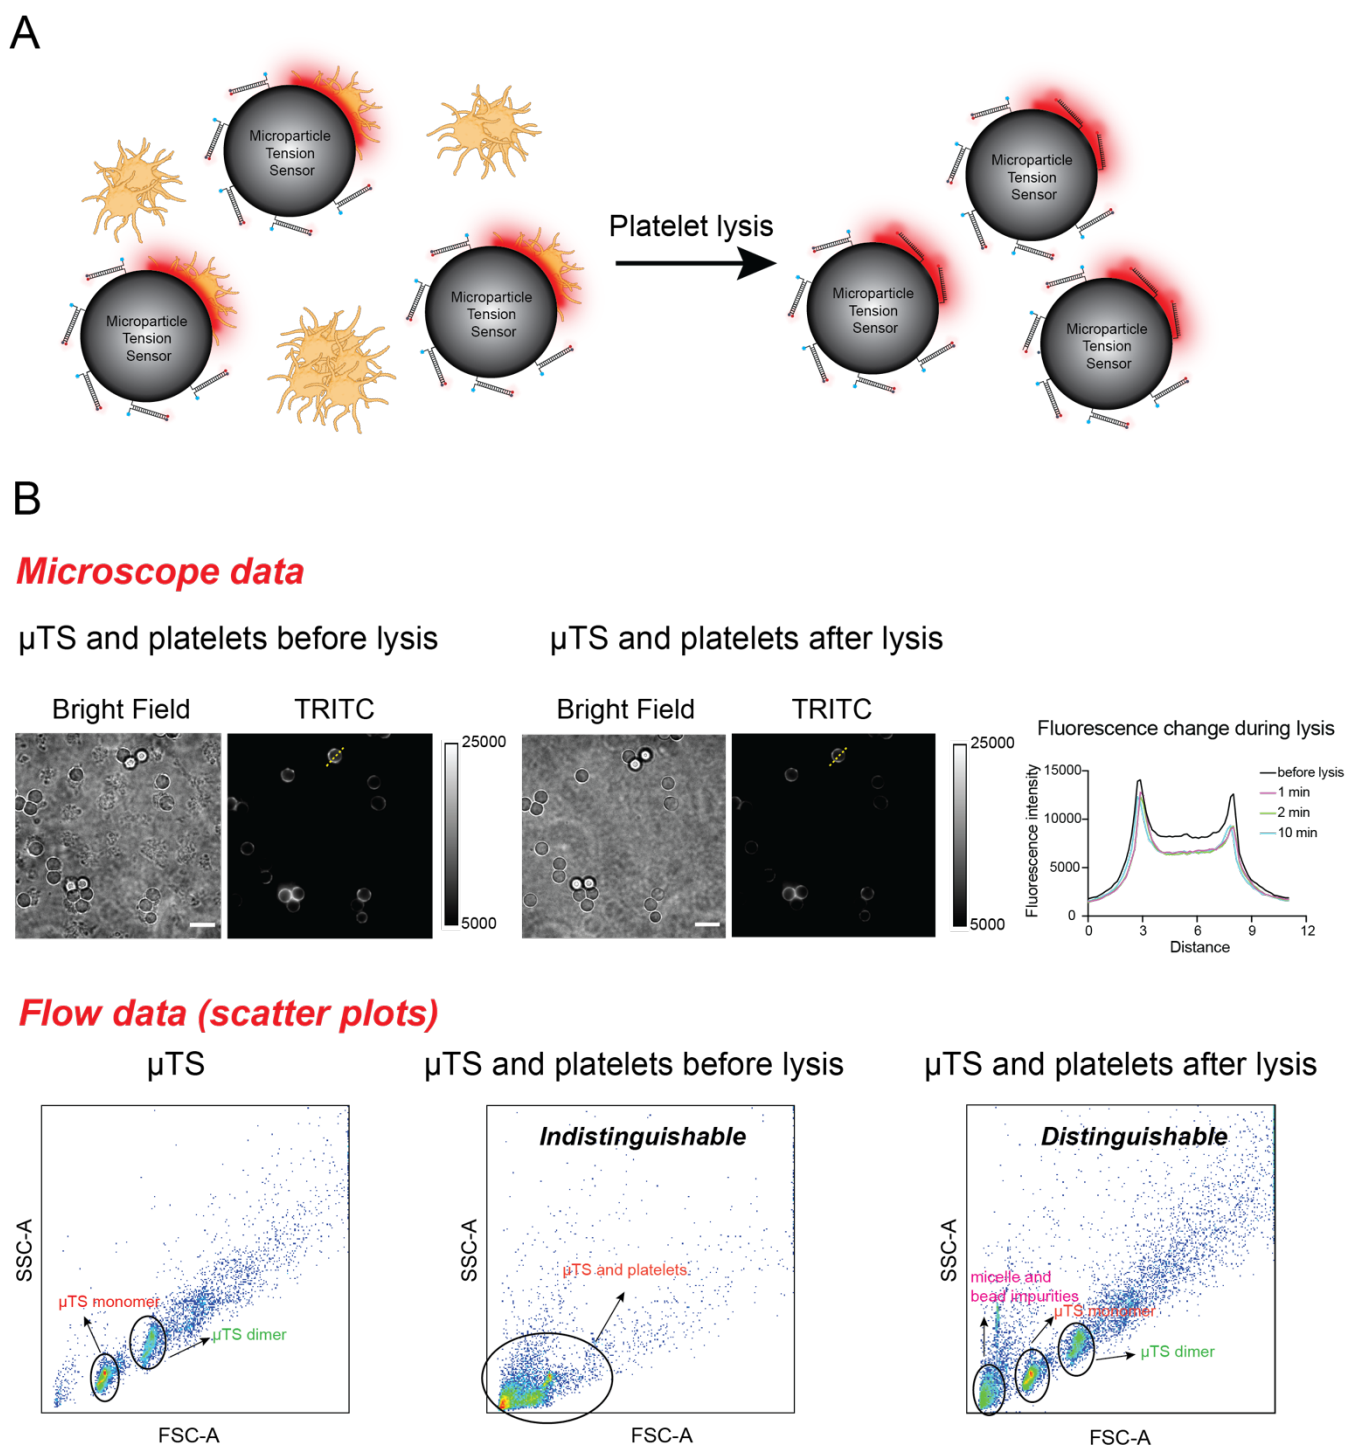 A
Microparticle
Tension
Sensor
Microparticle
Tension
Sensor
Microparticle
Tension
Sensor
Platelet lysis
Microparticle
Tension
Sensor
Microparticle
Tension
Sensor
Microparticle
Tension
Sensor
B
Microscope data
µTS and platelets before lysis
µTS and platelets after lysis
Bright Field
TRITC
25000
5000
Bright Field
TRITC
25000
5000
Fluorescence change during lysis
Fluorescence intensity
15000
10000
5000
0
0
3
6
9
12
Distance
before lysis
1 min
2 min
10 min
Flow data (scatter plots)
µTS
SSC-A
µTS monomer
µTS dimer
FSC-A
µTS and platelets before lysis
Indistinguishable
SSC-A
µTS and platelets
FSC-A
µTS and platelets after lysis
Distinguishable
SSC-A
micelle and
bead impurities
µTS monomer
µTS dimer
FSC-A